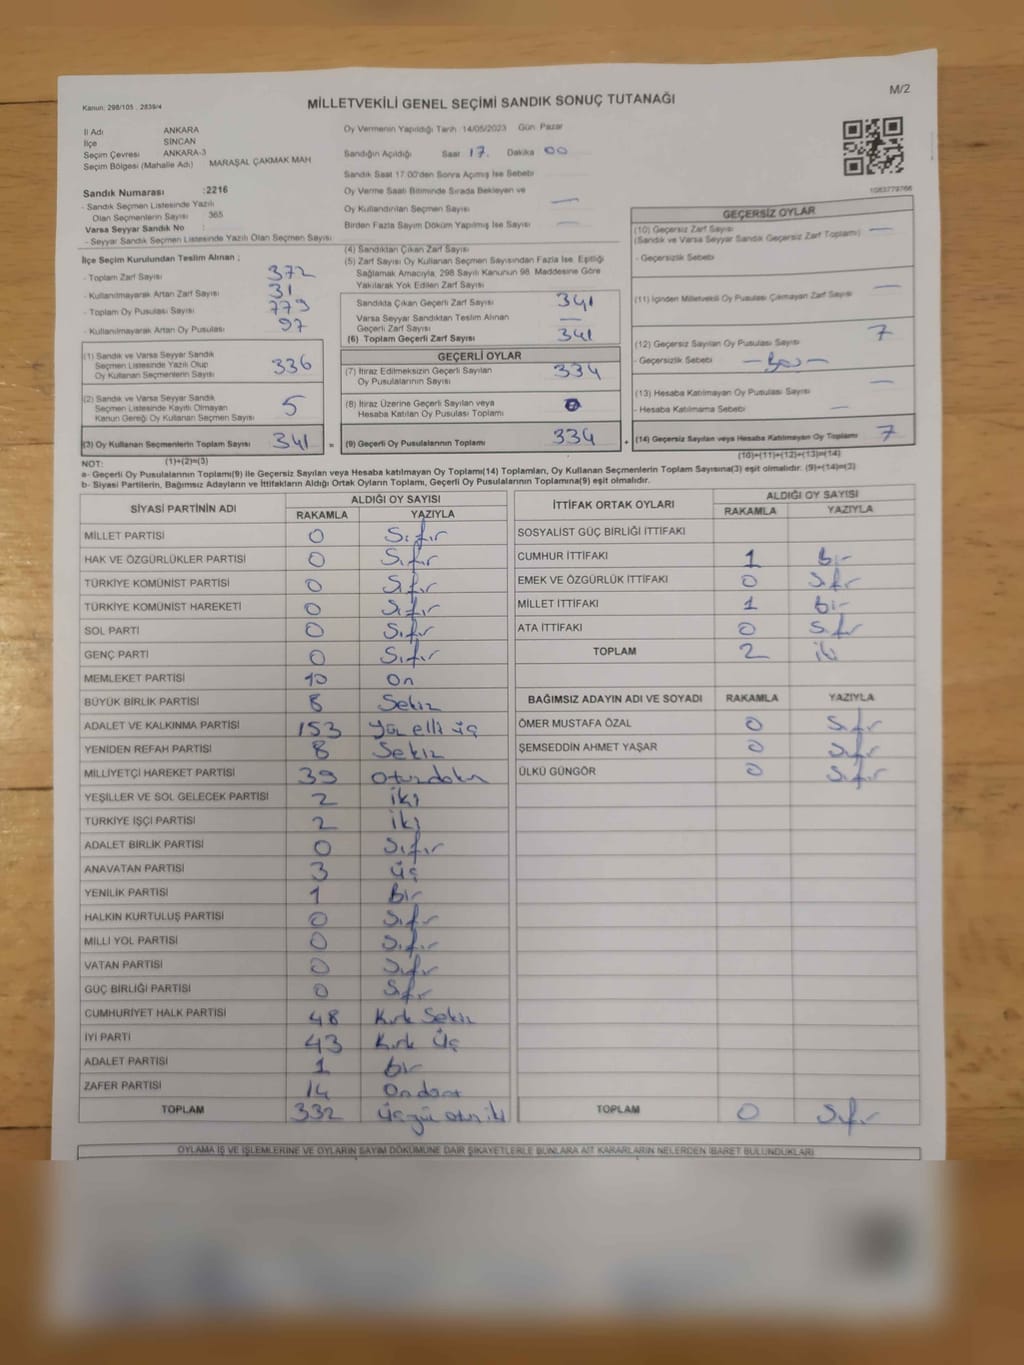 Kanun: 298/105 , 2839/4
MİLLETVEKİLİ GENEL SEÇİMİ SANDIK SONUÇ TUTANAĞI
M/2
İl Adı ANKARA
İlçe SİNCAN
Seçim Çevresi ANKARA-3
Seçim Bölgesi (Mahalle Adı) MARAŞAL ÇAKMAK MAH
Sandık Numarası :2216
- Sandık Seçmen Listesinde Yazılı
Olan Seçmenlerin Sayısı 365
Varsa Seyyar Sandık No :
- Seyyar Sandık Seçmen Listesinde Yazılı Olan Seçmen Sayısı
İlçe Seçim Kurulundan Teslim Alınan ;
- Toplam Zarf Sayısı 372
- Kullanılmayarak Artan Zarf Sayısı 31
- Toplam Oy Pusulası Sayısı 779
- Kullanılmayarak Artan Oy Pusulası 97
(1) Sandık ve Varsa Seyyar Sandık
Seçmen Listesinde Yazılı Olup
Oy Kullanan Seçmenlerin Sayısı 336
(2) Sandık ve Varsa Seyyar Sandık
Seçmen Listesinde Kayıtlı Olmayan
Kanun Gereği Oy Kullanan Seçmen Sayısı 5
(3) Oy Kullanan Seçmenlerin Toplam Sayısı 341 =
Oy Vermenin Yapıldığı Tarih :14/05/2023 Gün: Pazar
Sandığın Açıldığı Saat 17. Dakika 00
Sandık Saat 17:00'den Sonra Açılmış İse Sebebi
Oy Verme Saati Bitiminde Sırada Bekleyen ve
Oy Kullandırılan Seçmen Sayısı —
Birden Fazla Sayım Döküm Yapılmış İse Sayısı —
(4) Sandıktan Çıkan Zarf Sayısı
(5) Zarf Sayısı Oy Kullanan Seçmen Sayısından Fazla İse, Eşitliği
Sağlamak Amacıyla, 298 Sayılı Kanunun 98. Maddesine Göre
Yakılarak Yok Edilen Zarf Sayısı
Sandıkta Çıkan Geçerli Zarf Sayısı 341
Varsa Seyyar Sandıktan Teslim Alınan
Geçerli Zarf Sayısı —
(6) Toplam Geçerli Zarf Sayısı 341
GEÇERLİ OYLAR
(7) İtiraz Edilmeksizin Geçerli Sayılan
Oy Pusulalarının Sayısı 334
(8) İtiraz Üzerine Geçerli Sayılan veya
Hesaba Katılan Oy Pusulası Toplamı
(9) Geçerli Oy Pusulalarının Toplamı 334 +
1083779766
GEÇERSİZ OYLAR
(10) Geçersiz Zarf Sayısı —
(Sandık ve Varsa Seyyar Sandık Geçersiz Zarf Toplamı)
- Geçersizlik Sebebi
(11) İçinden Milletvekili Oy Pusulası Çıkmayan Zarf Sayısı —
(12) Geçersiz Sayılan Oy Pusulası Sayısı 7
- Geçersizlik Sebebi — Boş —
(13) Hesaba Katılmayan Oy Pusulası Sayısı —
- Hesaba Katılmama Sebebi —
(14) Geçersiz Sayılan veya Hesaba Katılmayan Oy Toplamı 7
NOT: (1)+(2)=(3) (10)+(11)+(12)+(13)=(14)
a- Geçerli Oy Pusulalarının Toplamı(9) ile Geçersiz Sayılan veya Hesaba katılmayan Oy Toplamı(14) Toplamları, Oy Kullanan Seçmenlerin Toplam Sayısına(3) eşit olmalıdır. (9)+(14)=(3)
b- Siyasi Partilerin, Bağımsız Adayların ve İttifakların Aldığı Ortak Oyların Toplamı, Geçerli Oy Pusulalarının Toplamına(9) eşit olmalıdır.
SİYASİ PARTİNİN ADI ALDIĞI OY SAYISI
RAKAMLA YAZIYLA
MİLLET PARTİSİ 0 Sıfır
HAK VE ÖZGÜRLÜKLER PARTİSİ 0 Sıfır
TÜRKİYE KOMÜNİST PARTİSİ 0 Sıfır
TÜRKİYE KOMÜNİST HAREKETİ 0 Sıfır
SOL PARTİ 0 Sıfır
GENÇ PARTİ 0 Sıfır
MEMLEKET PARTİSİ 10 On
BÜYÜK BİRLİK PARTİSİ 8 Sekiz
ADALET VE KALKINMA PARTİSİ 153 Yüz elli üç
YENİDEN REFAH PARTİSİ 8 Sekiz
MİLLİYETÇİ HAREKET PARTİSİ 39 Otuzdokuz
YEŞİLLER VE SOL GELECEK PARTİSİ 2 İki
TÜRKİYE İŞÇİ PARTİSİ 2 İki
ADALET BİRLİK PARTİSİ 0 Sıfır
ANAVATAN PARTİSİ 3 Üç
YENİLİK PARTİSİ 1 Bir
HALKIN KURTULUŞ PARTİSİ 0 Sıfır
MİLLİ YOL PARTİSİ 0 Sıfır
VATAN PARTİSİ 0 Sıfır
GÜÇ BİRLİĞİ PARTİSİ 0 Sıfır
CUMHURİYET HALK PARTİSİ 48 Kırk Sekiz
İYİ PARTİ 43 Kırk Üç
ADALET PARTİSİ 1 Bir
ZAFER PARTİSİ 14 Ondört
TOPLAM 332 Üçyüz otuz iki
İTTİFAK ORTAK OYLARI ALDIĞI OY SAYISI
RAKAMLA YAZIYLA
SOSYALİST GÜÇ BİRLİĞİ İTTİFAKI
CUMHUR İTTİFAKI 1 Bir
EMEK VE ÖZGÜRLÜK İTTİFAKI 0 Sıfır
MİLLET İTTİFAKI 1 Bir
ATA İTTİFAKI 0 Sıfır
TOPLAM 2 İki
BAĞIMSIZ ADAYIN ADI VE SOYADI RAKAMLA YAZIYLA
ÖMER MUSTAFA ÖZAL 0 Sıfır
ŞEMSEDDİN AHMET YAŞAR 0 Sıfır
ÜLKÜ GÜNGÖR 0 Sıfır
TOPLAM 0 Sıfır
OYLAMA İŞ VE İŞLEMLERİNE VE OYLARIN SAYIM DÖKÜMÜNE DAİR ŞİKAYETLERLE BUNLARA AİT KARARLARIN NELERDEN İBARET BULUNDUKLARI